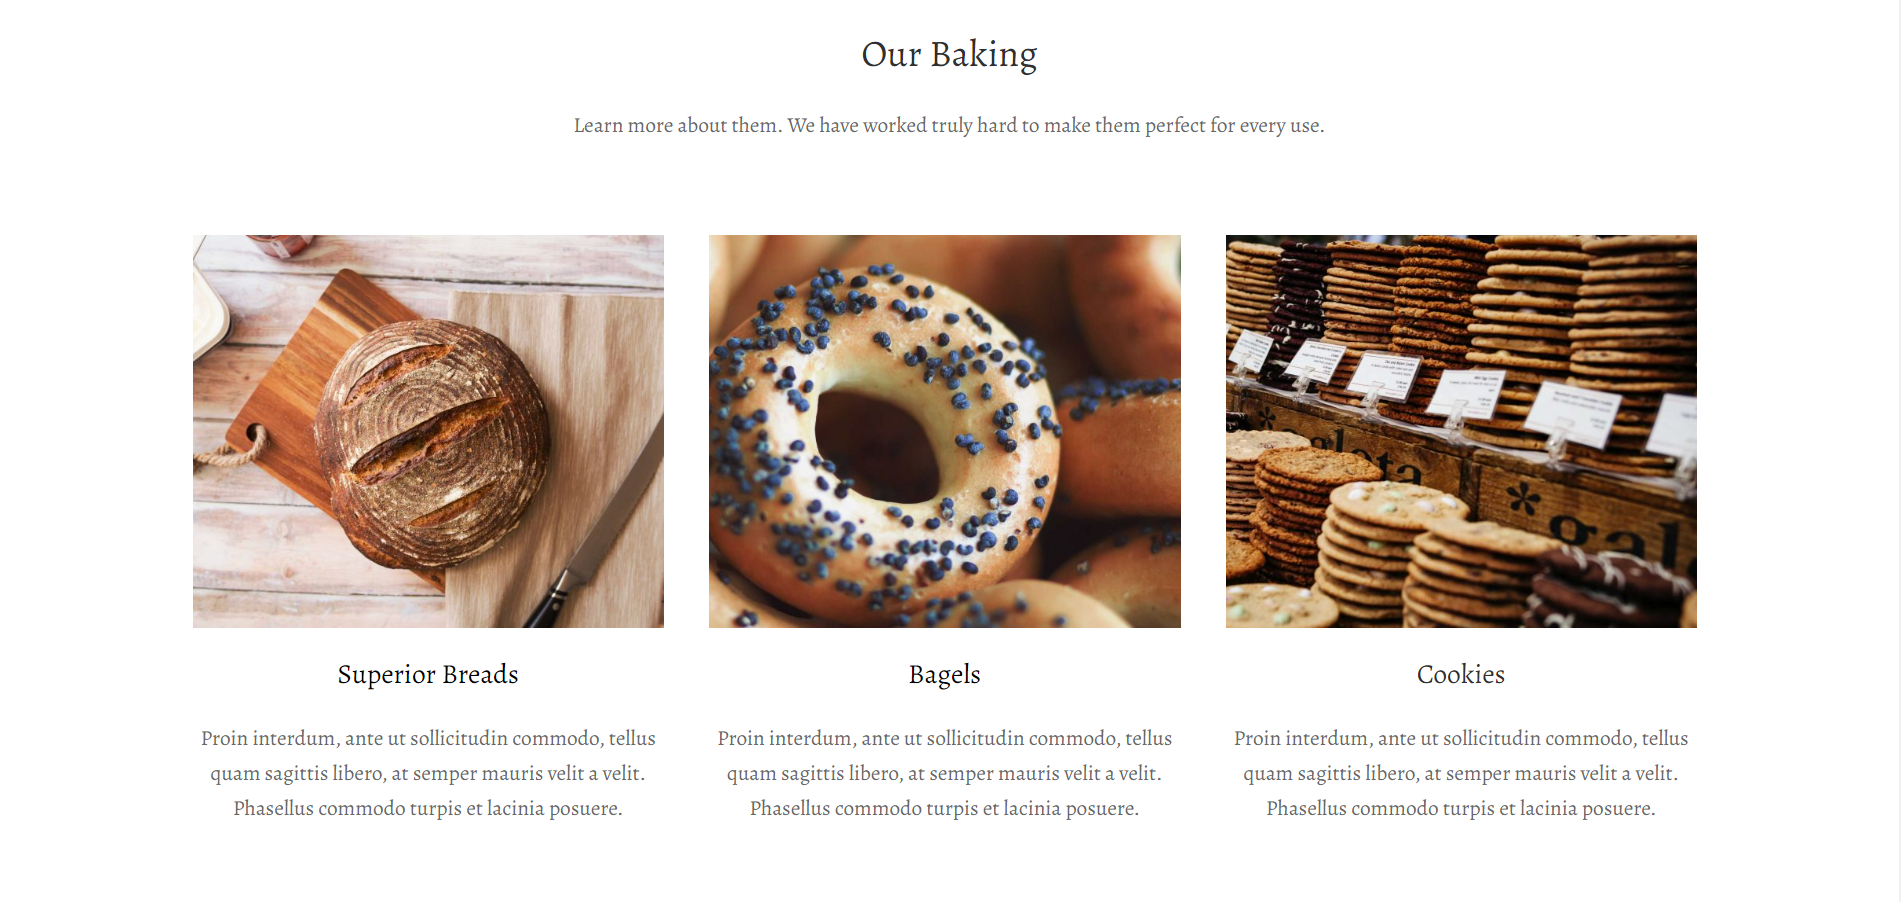 Our Baking
Learn more about them. We have worked truly hard to make them perfect for every use.
galeta
gal
Superior Breads
Bagels
Cookies
Proin interdum, ante ut sollicitudin commodo, tellus
quam sagittis libero, at semper mauris velit a velit.
Phasellus commodo turpis et lacinia posuere.
Proin interdum, ante ut sollicitudin commodo, tellus
quam sagittis libero, at semper mauris velit a velit.
Phasellus commodo turpis et lacinia posuere.
Proin interdum, ante ut sollicitudin commodo, tellus
quam sagittis libero, at semper mauris velit a velit.
Phasellus commodo turpis et lacinia posuere.